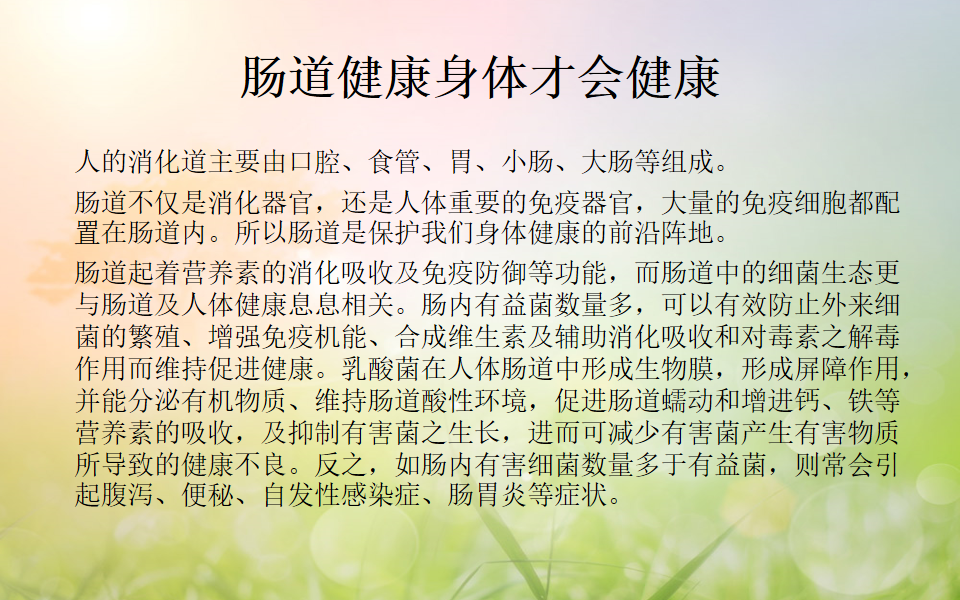 肠道健康身体才会健康
人的消化道主要由口腔、食管、胃、小肠、大肠等组成。
肠道不仅是消化器官，还是人体重要的免疫器官，大量的免疫细胞都配
置在肠道内。所以肠道是保护我们身体健康的前沿阵地。
肠道起着营养素的消化吸收及免疫防御等功能，而肠道中的细菌生态更
与肠道及人体健康息息相关。肠内有益菌数量多，可以有效防止外来细
菌的繁殖、增强免疫机能、合成维生素及辅助消化吸收和对毒素之解毒
作用而维持促进健康。乳酸菌在人体肠道中形成生物膜，形成屏障作用，
并能分泌有机物质、维持肠道酸性环境，促进肠道蠕动和增进钙、铁等
营养素的吸收，及抑制有害菌之生长，进而可减少有害菌产生有害物质
所导致的健康不良。反之，如肠内有害细菌数量多于有益菌，则常会引
起腹泻、便秘、自发性感染症、肠胃炎等症状。